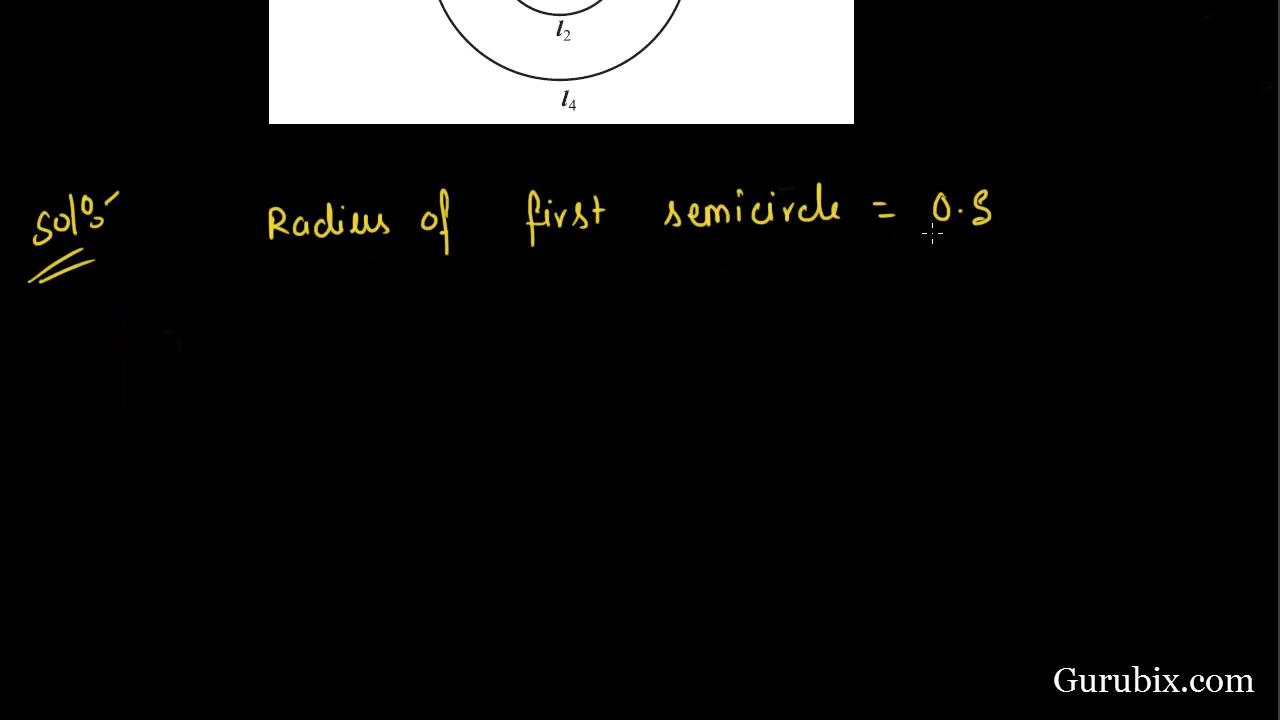 l₂
l₄
Solⁿ:- Radius of first semicircle = 0.5
Gurubix.com